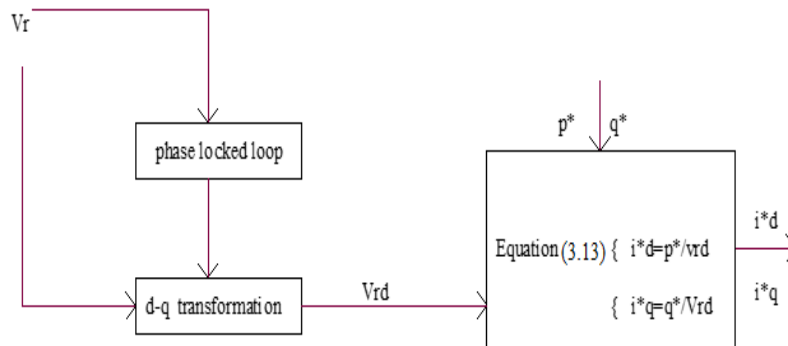 Vr
phase locked loop
p* q*
i*d
Equation (3.13) { i*d=p*/vrd
d-q transformation
Vrd
{ i*q=q*/Vrd
i*q